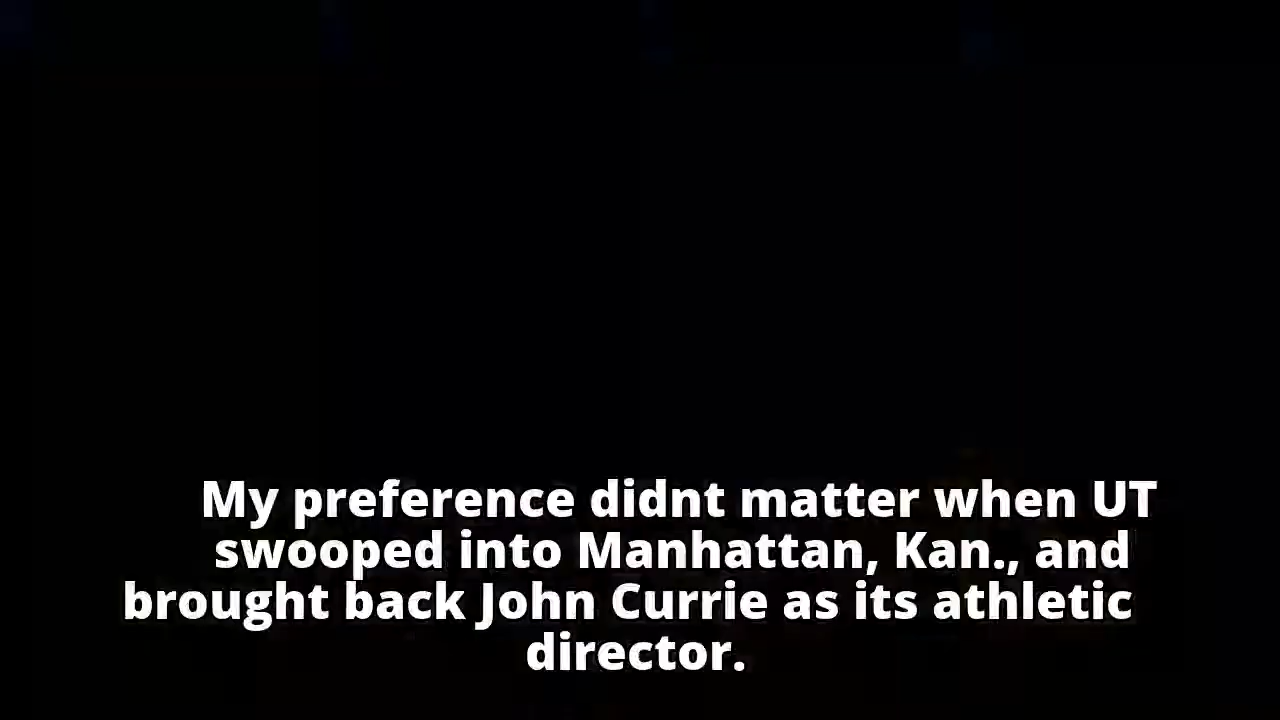 My preference didnt matter when UT
swooped into Manhattan, Kan., and
brought back John Currie as its athletic
director.